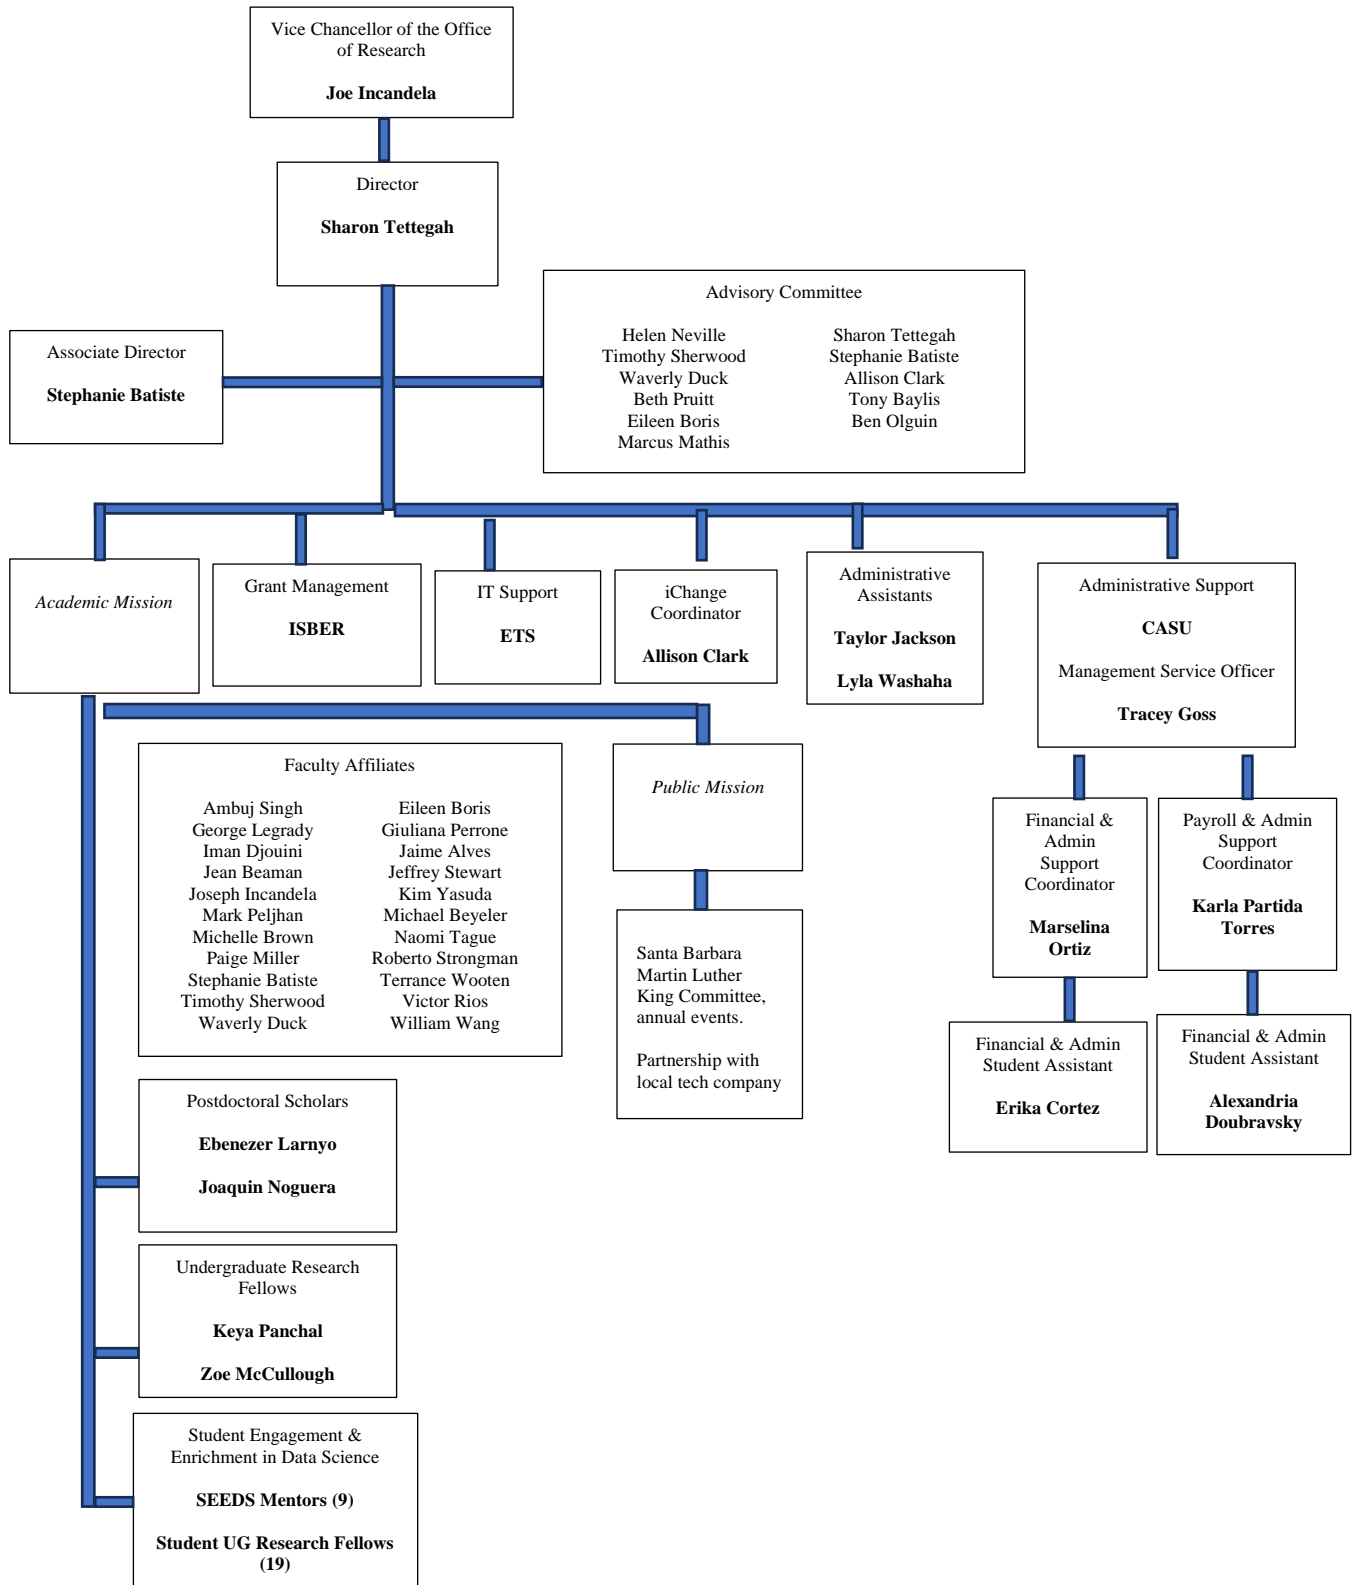 Vice Chancellor of the Office
of Research
Joe Incandela
Director
Sharon Tettegah
Advisory Committee
Helen Neville
Timothy Sherwood
Waverly Duck
Beth Pruitt
Eileen Boris
Marcus Mathis
Sharon Tettegah
Stephanie Batiste
Allison Clark
Tony Baylis
Ben Olguin
Associate Director
Stephanie Batiste
Academic Mission
Grant Management
ISBER
IT Support
ETS
iChange
Coordinator
Allison Clark
Administrative
Assistants
Taylor Jackson
Lyla Washaha
Administrative Support
CASU
Management Service Officer
Tracey Goss
Faculty Affiliates
Ambuj Singh
George Legrady
Iman Djouini
Jean Beaman
Joseph Incandela
Mark Peljhan
Michelle Brown
Paige Miller
Stephanie Batiste
Timothy Sherwood
Waverly Duck
Eileen Boris
Giuliana Perrone
Jaime Alves
Jeffrey Stewart
Kim Yasuda
Michael Beyeler
Naomi Tague
Roberto Strongman
Terrance Wooten
Victor Rios
William Wang
Public Mission
Santa Barbara
Martin Luther
King Committee,
annual events.
Partnership with
local tech company
Financial &
Admin
Support
Coordinator
Marselina
Ortiz
Payroll & Admin
Support
Coordinator
Karla Partida
Torres
Financial & Admin
Student Assistant
Erika Cortez
Financial & Admin
Student Assistant
Alexandria
Doubravsky
Postdoctoral Scholars
Ebenezer Larnyo
Joaquin Noguera
Undergraduate Research
Fellows
Keya Panchal
Zoe McCullough
Student Engagement &
Enrichment in Data Science
SEEDS Mentors (9)
Student UG Research Fellows
(19)